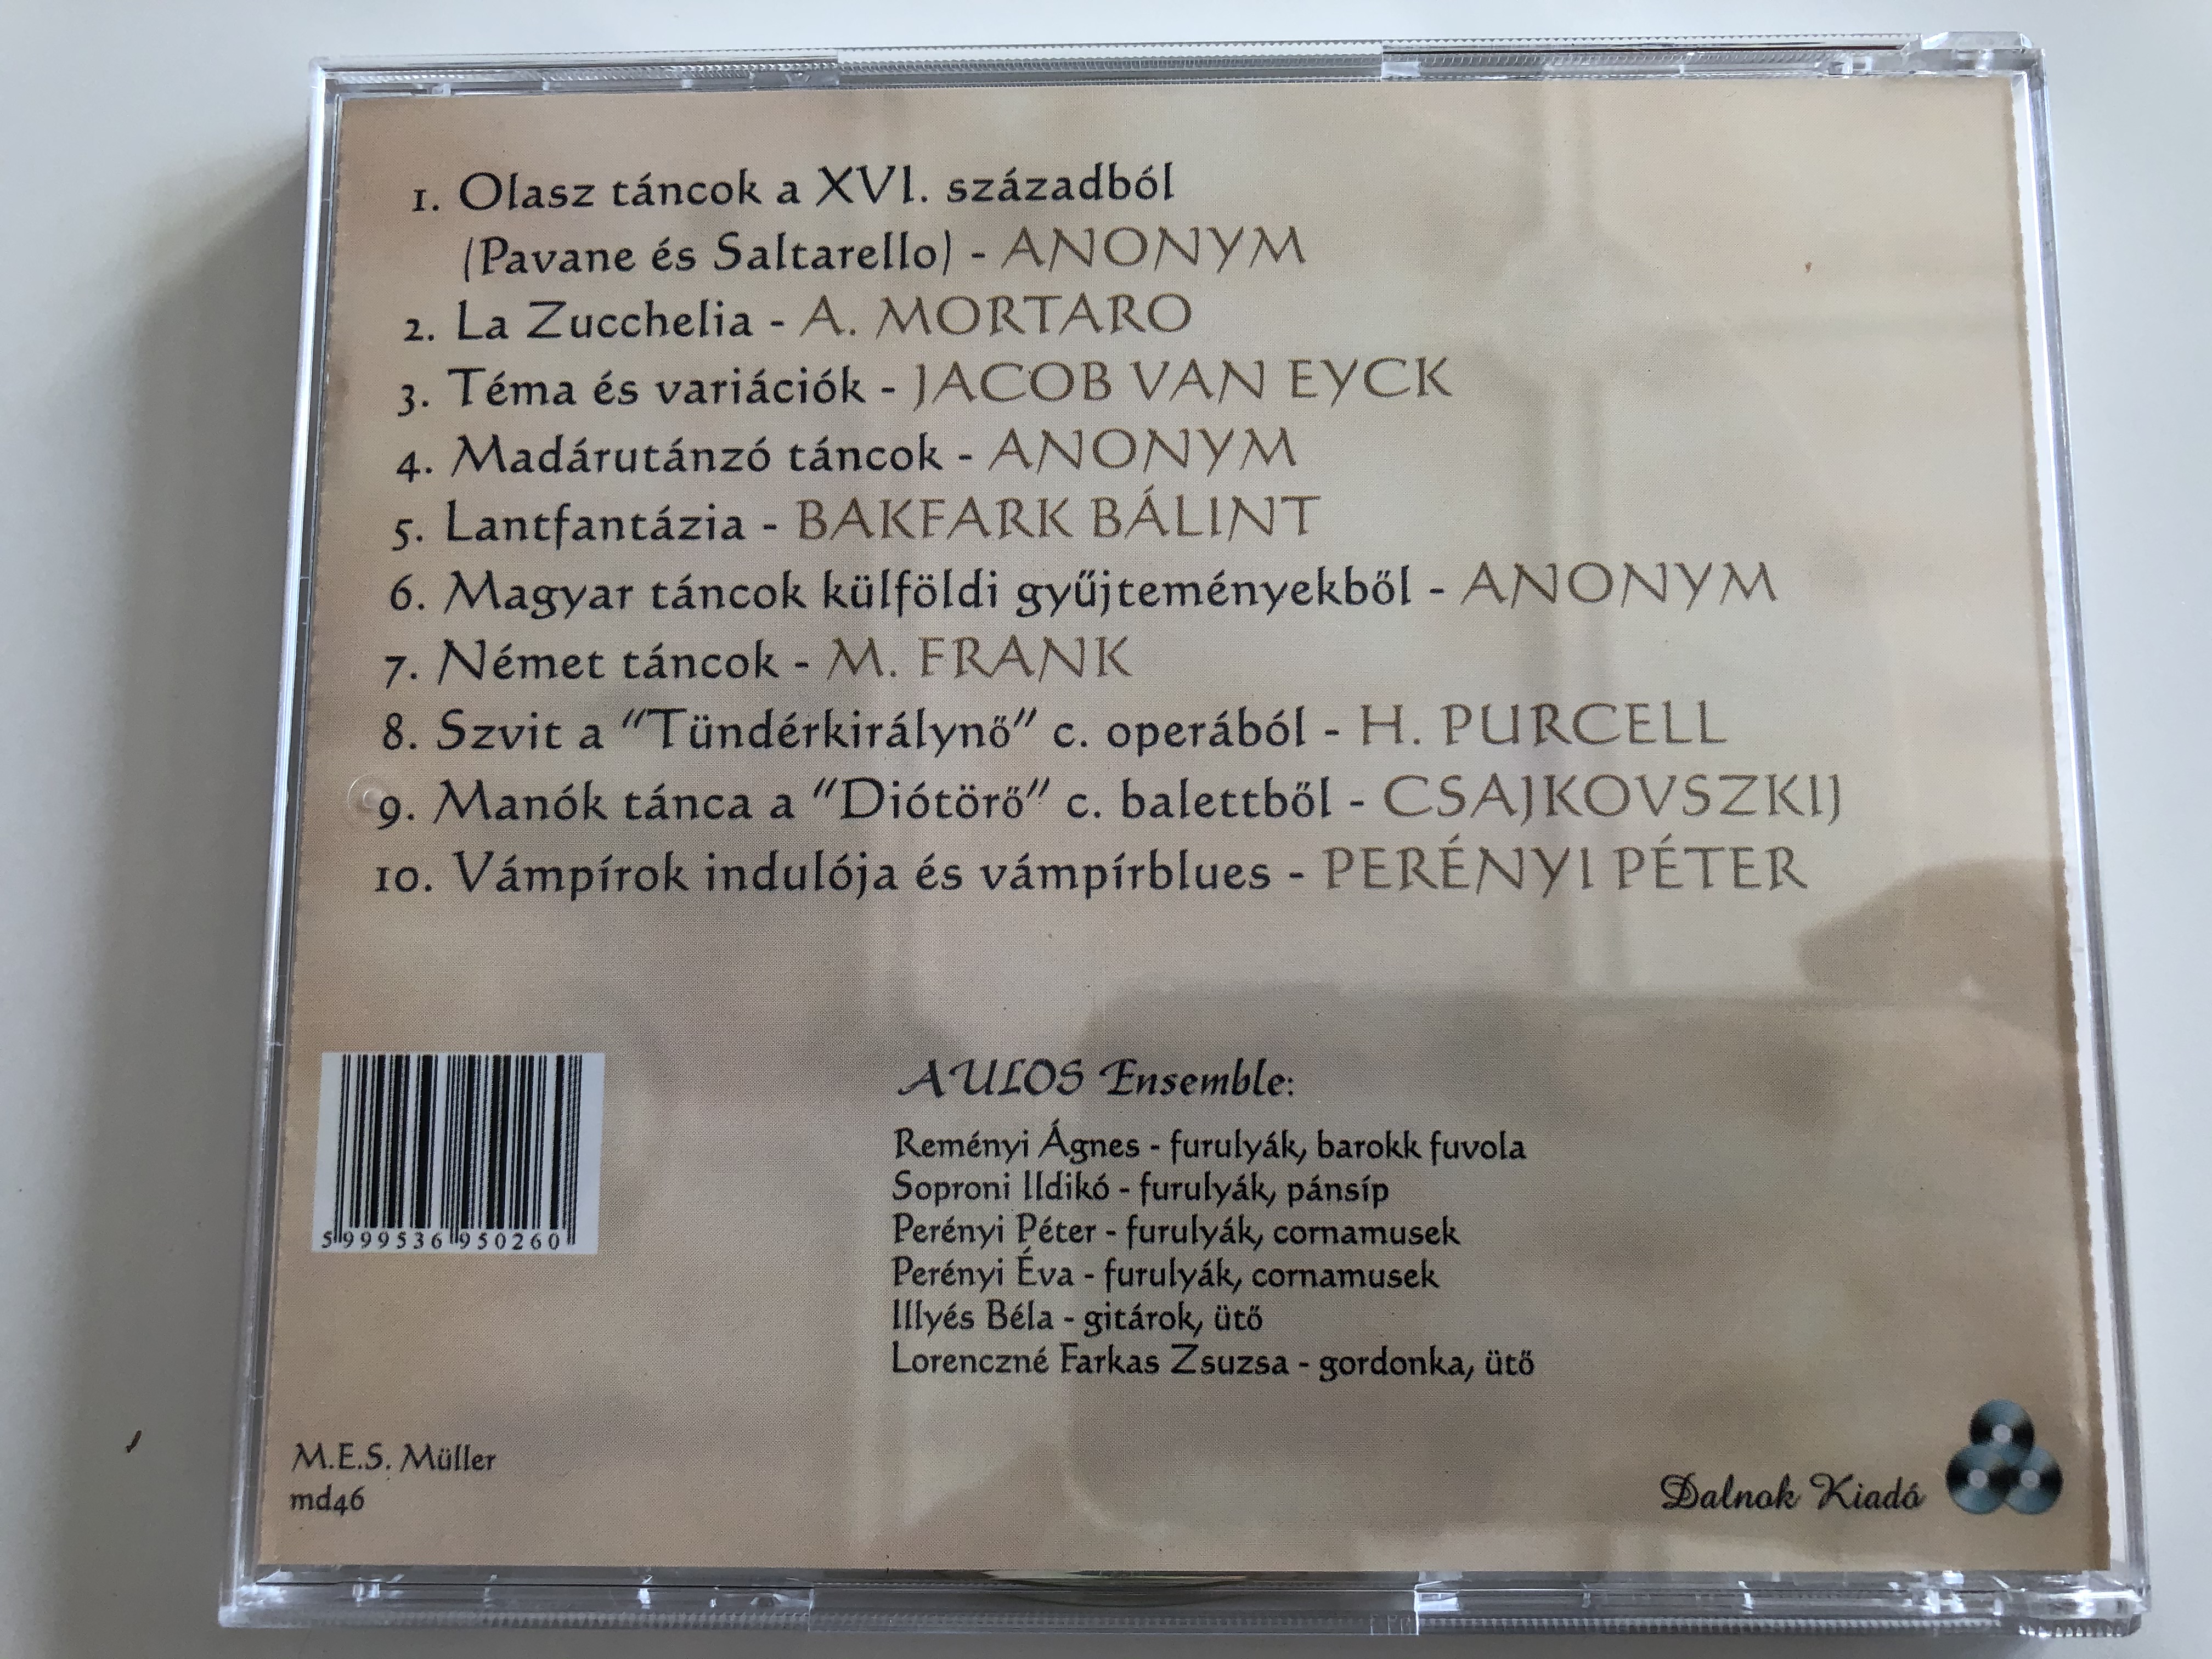 1. Olasz táncok a XVI. századból
(Pavane és Saltarello) - ANONYM
2. La Zucchelia - A. MORTARO
3. Téma és variációk - JACOB VAN EYCK
4. Madárutánzó táncok - ANONYM
5. Lantfantázia - BAKFARK BÁLINT
6. Magyar táncok külföldi gyűjteményekből - ANONYM
7. Német táncok - M. FRANK
8. Szvit a "Tündérkirálynő" c. operából - H. PURCELL
9. Manók tánca a "Diótörő" c. balettből - CSAJKOVSZKIJ
10. Vámpírok indulója és vámpírblues - PERÉNYI PÉTER
AULOS Ensemble:
Reményi Ágnes - furulyák, barokk fuvola
Soproni Ildikó - furulyák, pánsíp
Perényi Péter - furulyák, cornamusek
Perényi Éva - furulyák, cornamusek
Illyés Béla - gitárok, ütő
Lorenczné Farkas Zsuzsa - gordonka, ütő
5 999536 950260
M.E.S. Müller
md46
Dalnok Kiadó